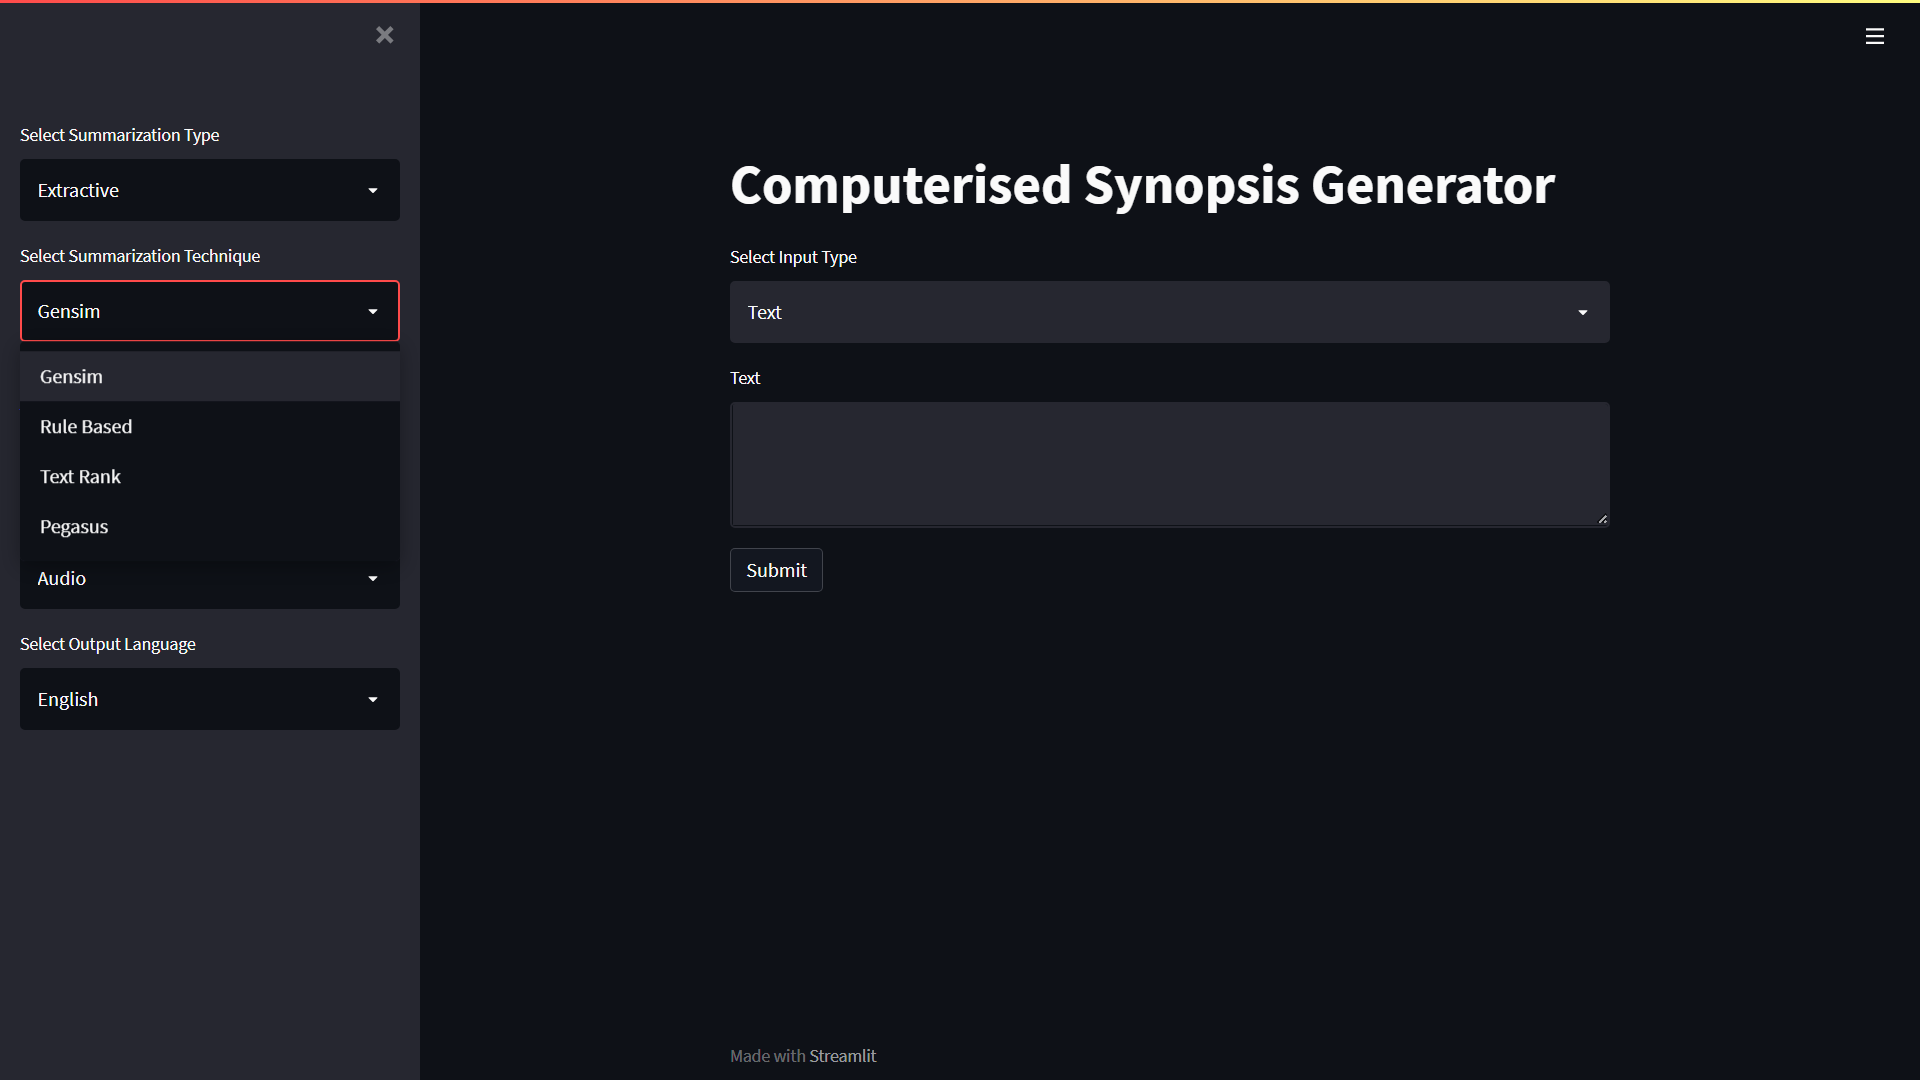 Select Summarization Type
Extractive
Select Summarization Technique
Gensim
Gensim
Rule Based
Text Rank
Pegasus
Audio
Select Output Language
English
Computerised Synopsis Generator
Select Input Type
Text
Text
Submit
Made with Streamlit